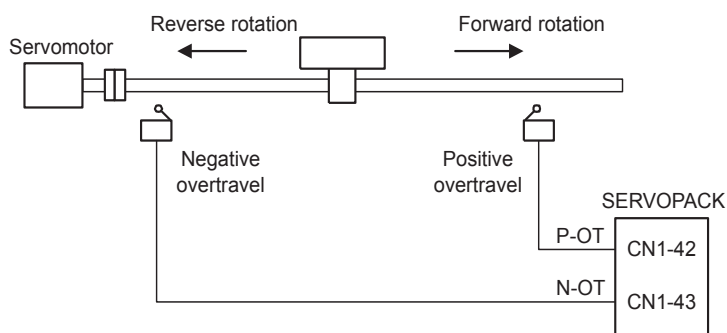 Reverse rotation
Forward rotation
Servomotor
Negative
overtravel
Positive
overtravel
SERVOPACK
P-OT
CN1-42
N-OT
CN1-43